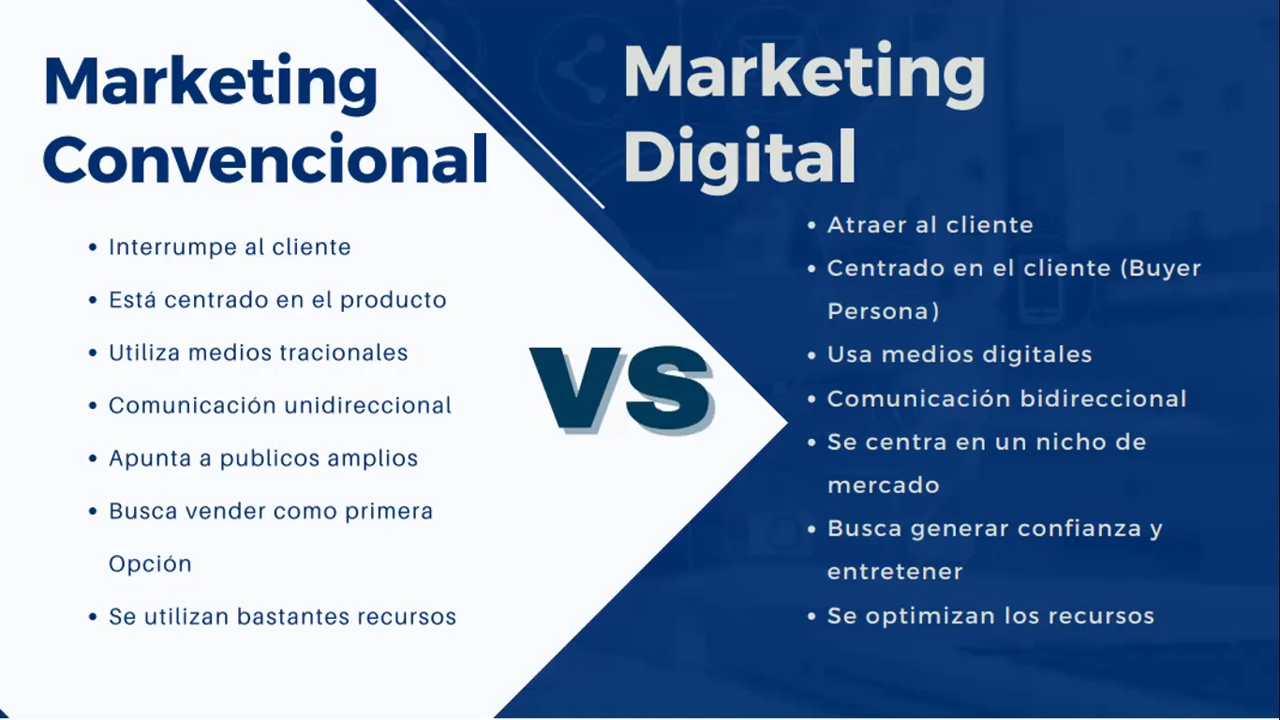 Marketing
Convencional
Interrumpe al cliente
Está centrado en el producto
Utiliza medios tracionales
Comunicación unidireccional
Apunta a publicos amplios
Busca vender como primera
Opción
Se utilizan bastantes recursos
VS
Marketing
Digital
Atraer al cliente
Centrado en el cliente (Buyer
Persona)
Usa medios digitales
Comunicación bidireccional
Se centra en un nicho de
mercado
Busca generar confianza y
entretener
Se optimizan los recursos